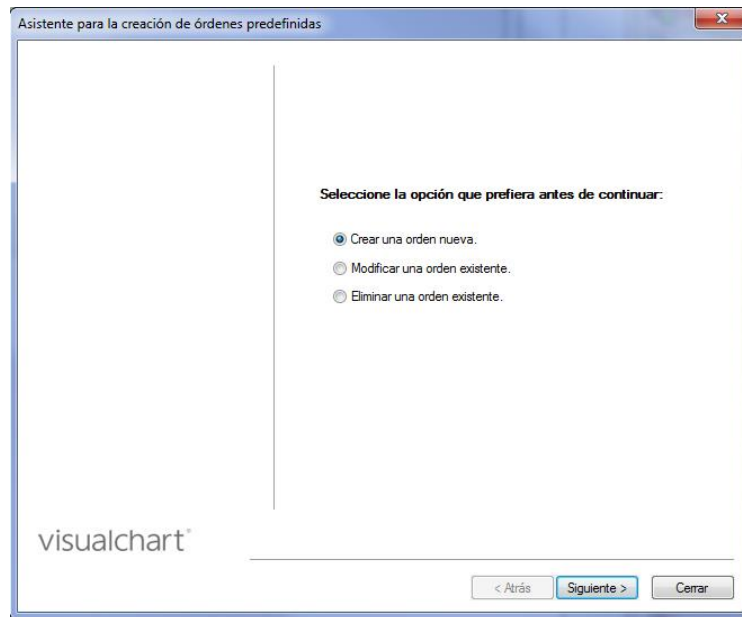 Asistente para la creación de órdenes predefinidas
Seleccione la opción que prefiera antes de continuar:
Crear una orden nueva.
Modificar una orden existente.
Eliminar una orden existente.
visualchart®
< Atrás Siguiente > Cerrar